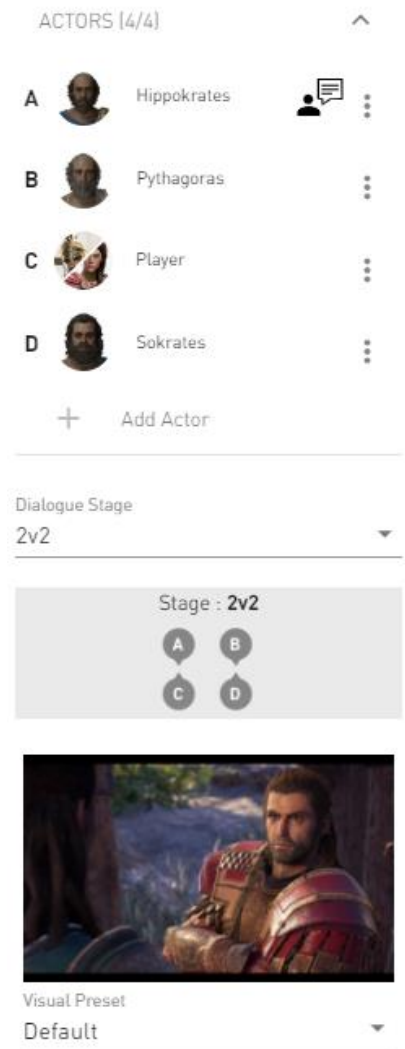 ACTORS (4/4)
A Hippokrates
B Pythagoras
C Player
D Sokrates
+ Add Actor
Dialogue Stage
2v2
Stage : 2v2
A B
C D
Visual Preset
Default